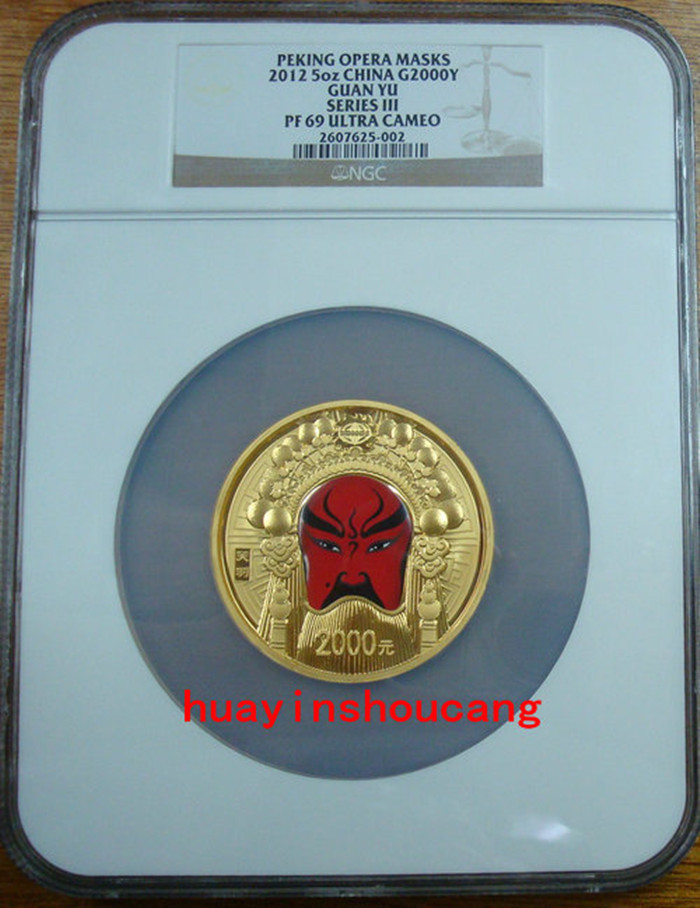 PEKING OPERA MASKS
2012 5oz CHINA G2000Y
GUAN YU
SERIES III
PF 69 ULTRA CAMEO
2607625-002
NGC
2000元
huayinshoucang